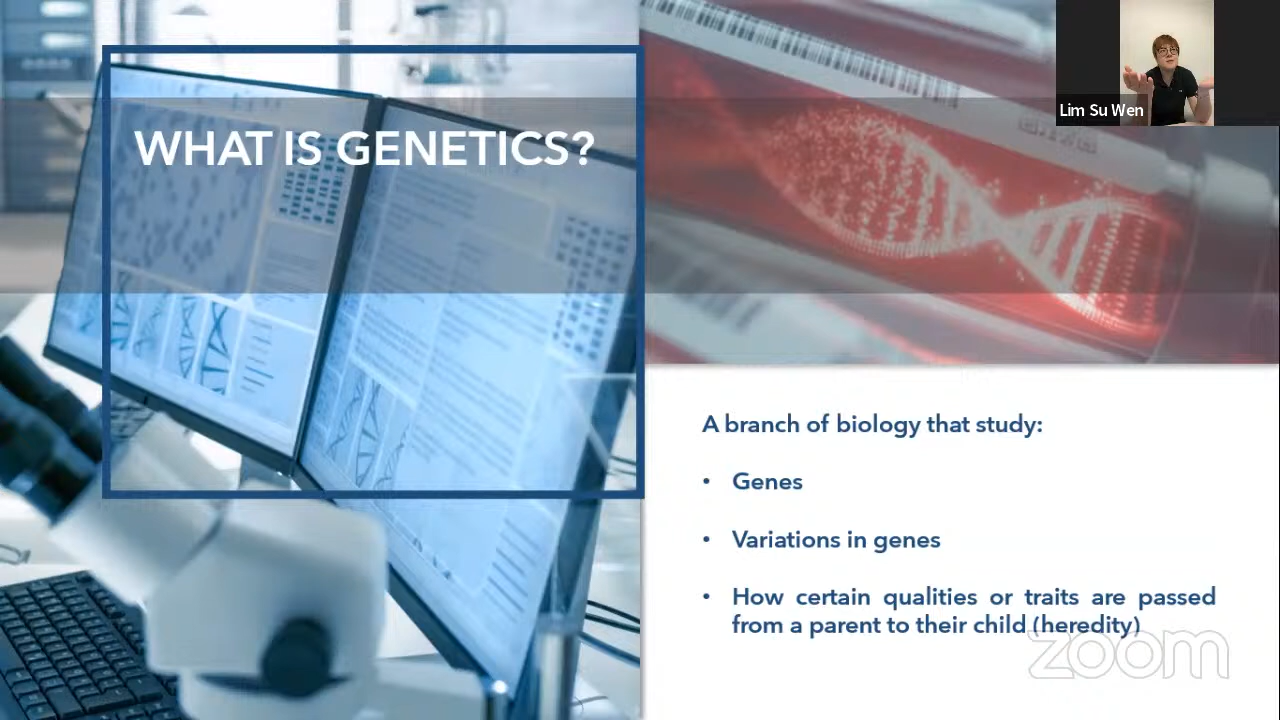 WHAT IS GENETICS?
Lim Su Wen
A branch of biology that study:
• Genes
• Variations in genes
• How certain qualities or traits are passed
from a parent to their child (heredity)
zoom